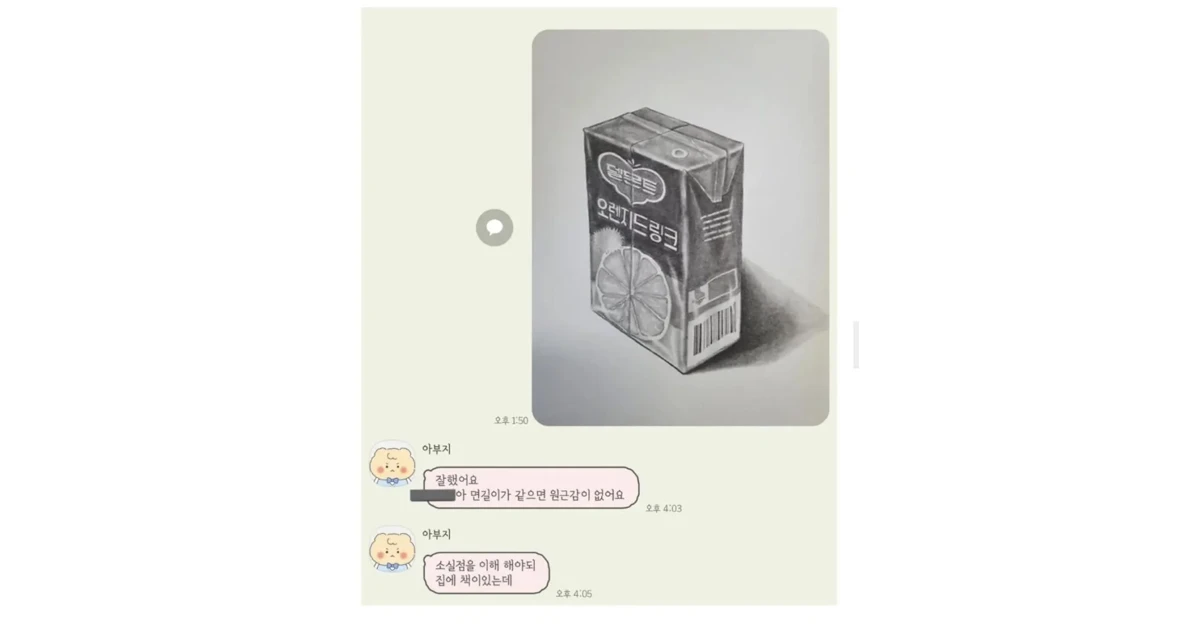 델몬트
오렌지드링크
오후 1:50
아부지
잘했어요
아 면길이가 같으면 원근감이 없어요
오후 4:03
아부지
소실점을 이해 해야되
집에 책이있는데
오후 4:05